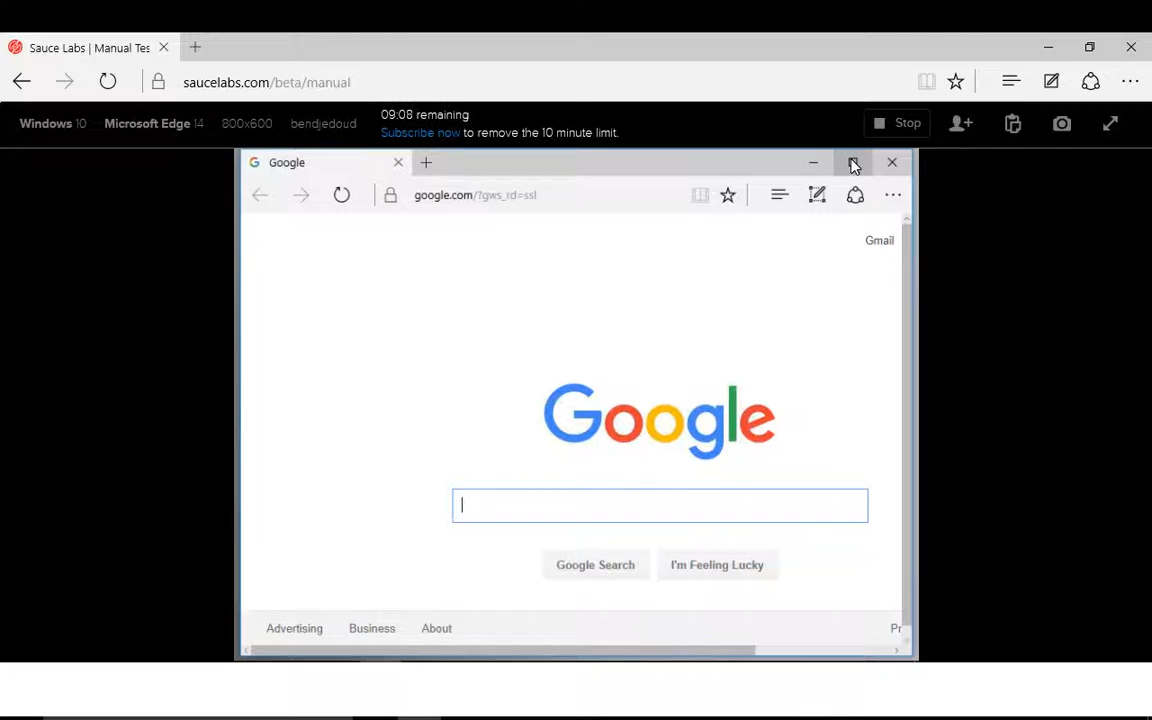 Sauce Labs | Manual Tes
saucelabs.com/beta/manual
Windows 10 Microsoft Edge 14 800x600 bendjedoud
09:08 remaining
Subscribe now to remove the 10 minute limit.
Stop
Google
google.com/?gws_rd=ssl
Gmail
Google
Google Search I'm Feeling Lucky
Advertising Business About Pr